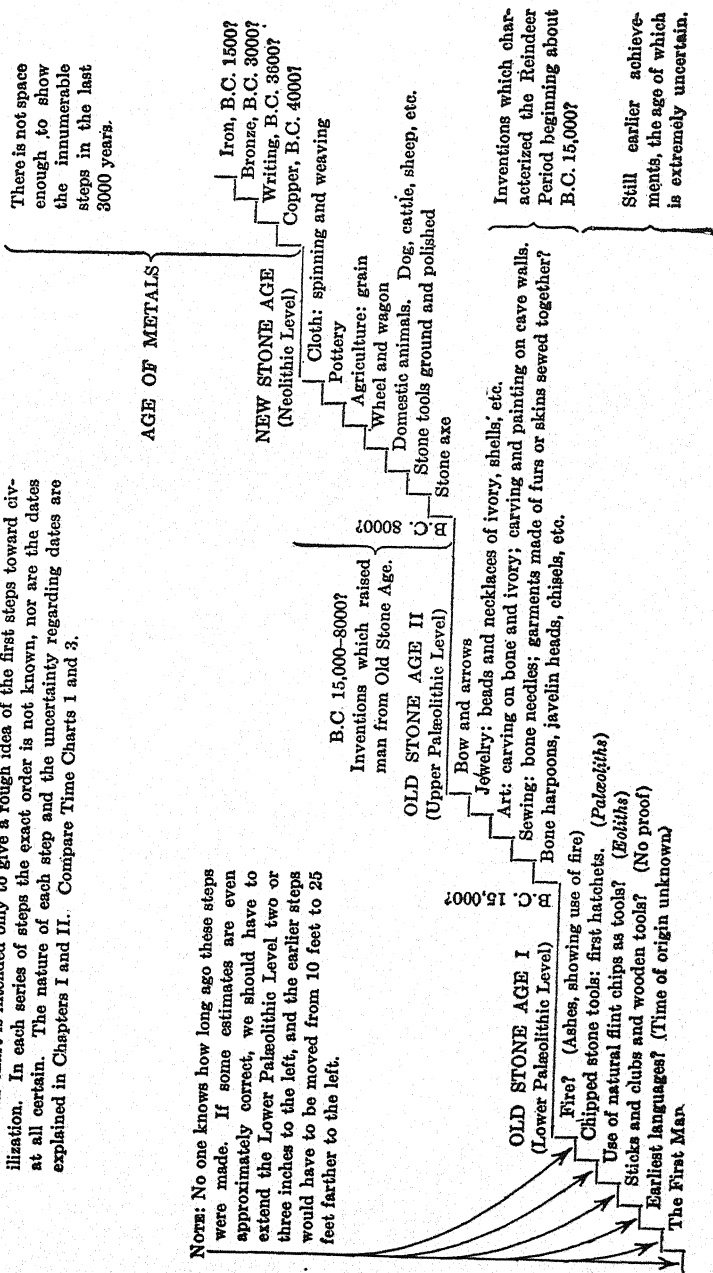 ilization. In each series of steps the exact order is not known, nor are the dates
at all certain. The nature of each step and the uncertainty regarding dates are
explained in Chapters I and II. Compare Time Charts 1 and 3.
NOTE: No one knows how long ago these steps
were made. If some estimates are even
approximately correct, we should have to
extend the Lower Palæolithic Level two or
three inches to the left, and the earlier steps
would have to be moved from 10 feet to 25
feet farther to the left.
OLD STONE AGE I
(Lower Palæolithic Level)
Fire? (Ashes, showing use of fire)
Chipped stone tools: first hatchets. (Palæoliths)
Use of natural flint chips as tools? (Eoliths)
Sticks and clubs and wooden tools? (No proof)
Earliest languages? (Time of origin unknown)
The First Man
B.C. 15,000?
B.C. 15,000–8000?
Inventions which raised
man from Old Stone Age.
OLD STONE AGE II
(Upper Palæolithic Level)
Bow and arrows
Jewelry: beads and necklaces of ivory, shells, etc.
Art: carving on bone and ivory; carving and painting on cave walls.
Sewing: bone needles; garments made of furs or skins sewed together?
Bone harpoons, javelin heads, chisels, etc.
B.C. 8000?
NEW STONE AGE
(Neolithic Level)
Cloth: spinning and weaving
Pottery
Agriculture: grain
Wheel and wagon
Domestic animals. Dog, cattle, sheep, etc.
Stone tools ground and polished
Stone axe
AGE OF METALS
Iron, B.C. 1500?
Bronze, B.C. 3000?
Writing, B.C. 3600?
Copper, B.C. 4000?
There is not space
enough to show
the innumerable
steps in the last
3000 years.
Inventions which char-
acterized the Reindeer
Period beginning about
B.C. 15,000?
Still earlier achieve-
ments, the age of which
is extremely uncertain.